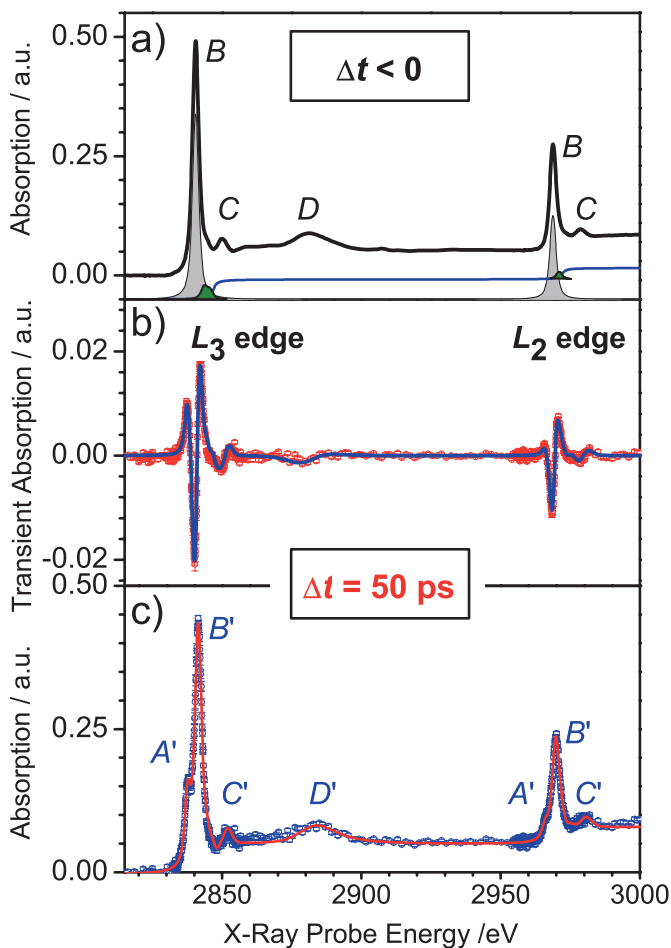 a)
Δt < 0
B
C
D
B
C
0.50
0.25
0.00
Absorption / a.u.
b)
L3 edge
L2 edge
0.02
0.00
-0.02
Transient Absorption / a.u.
Δt = 50 ps
c)
B'
A'
C'
D'
A'
B'
C'
0.50
0.25
0.00
Absorption / a.u.
2850 2900 2950 3000
X-Ray Probe Energy /eV